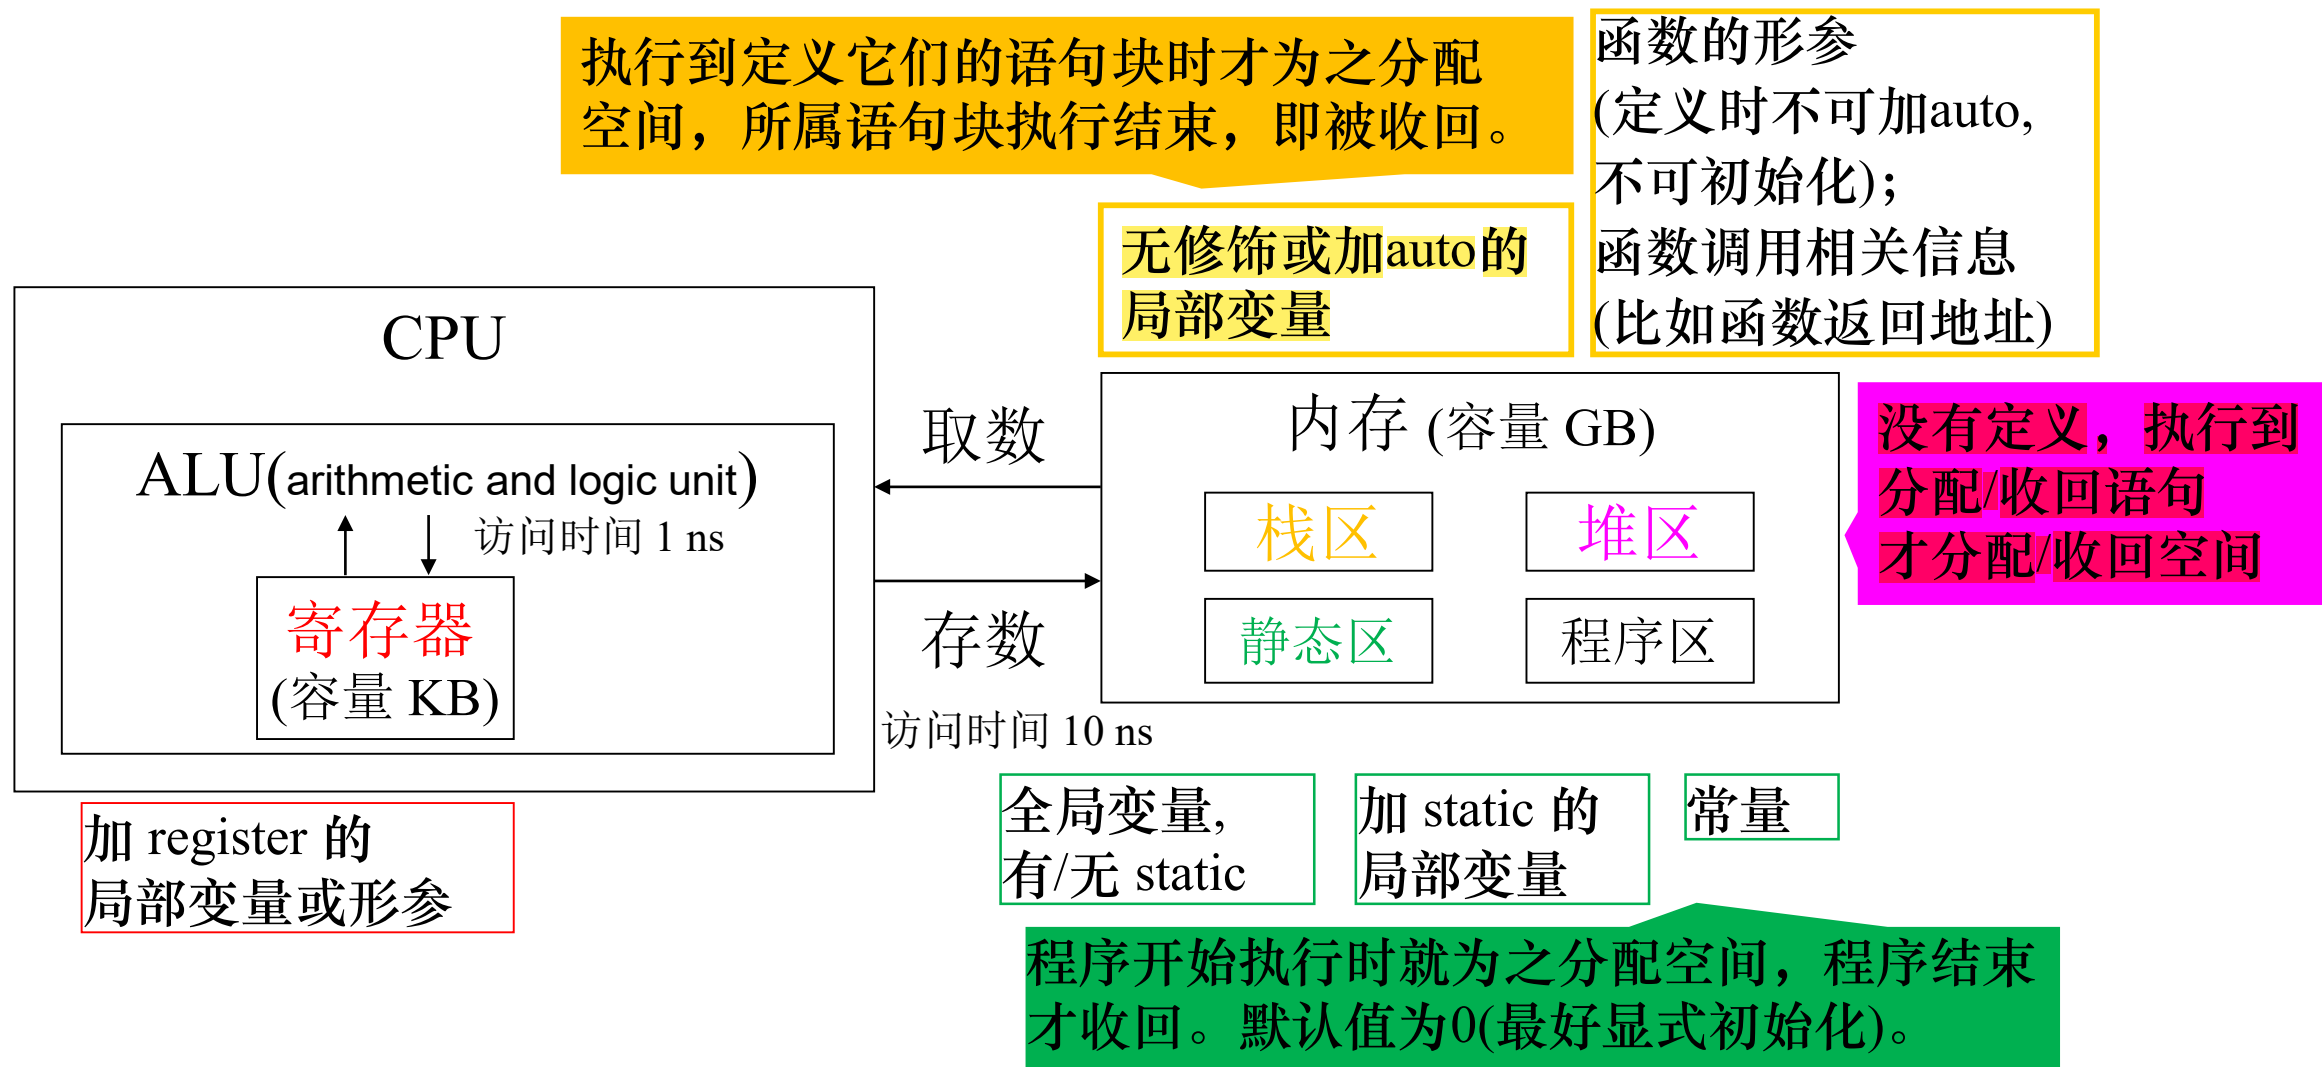 执行到定义它们的语句块时才为之分配
空间，所属语句块执行结束，即被收回。
函数的形参
(定义时不可加auto,
不可初始化)；
函数调用相关信息
(比如函数返回地址)
无修饰或加auto的
局部变量
CPU
ALU(arithmetic and logic unit)
访问时间 1 ns
寄存器
(容量 KB)
取数
存数
访问时间 10 ns
内存 (容量 GB)
栈区
堆区
静态区
程序区
没有定义，执行到
分配/收回语句
才分配/收回空间
加 register 的
局部变量或形参
全局变量,
有/无 static
加 static 的
局部变量
常量
程序开始执行时就为之分配空间，程序结束
才收回。默认值为0(最好显式初始化)。